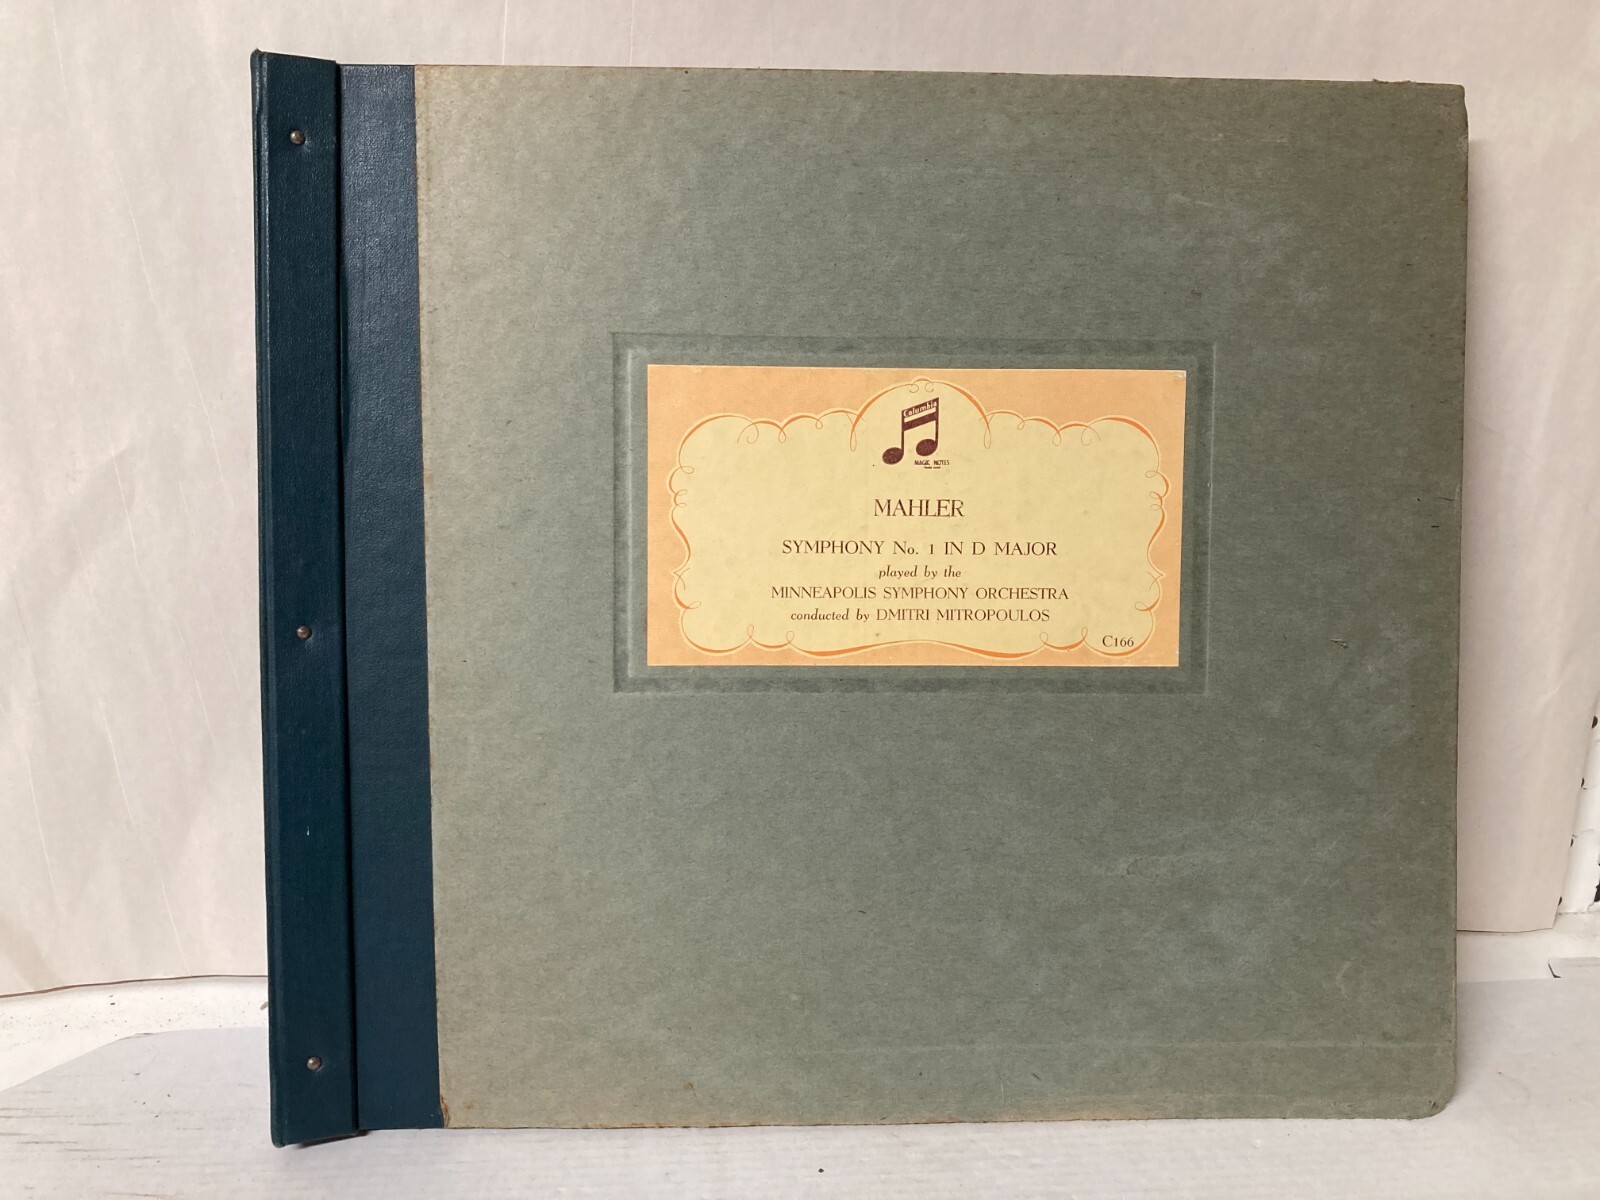 Columbia
MAGIC NOTES
MAHLER
SYMPHONY No. 1 IN D MAJOR
played by the
MINNEAPOLIS SYMPHONY ORCHESTRA
conducted by DMITRI MITROPOULOS
C166